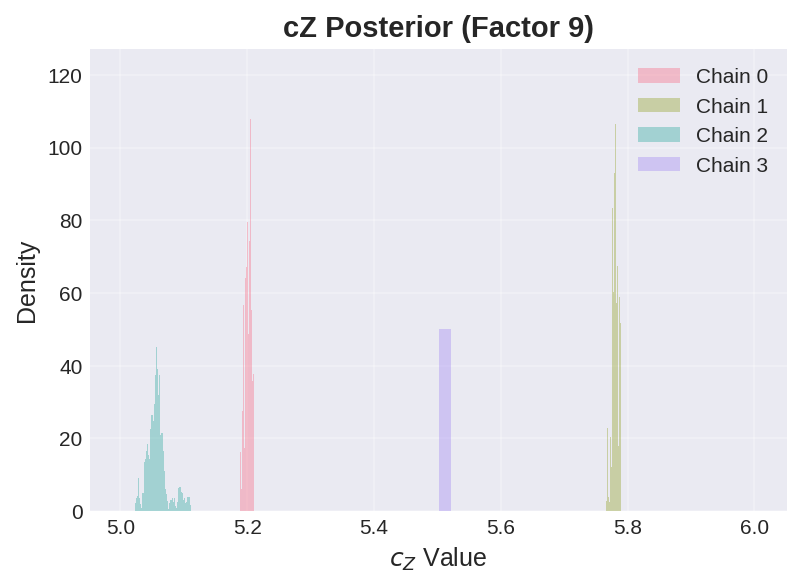 cZ Posterior (Factor 9)
120
100
80
60
40
20
0
Density
Chain 0
Chain 1
Chain 2
Chain 3
5.0 5.2 5.4 5.6 5.8 6.0
c_Z Value